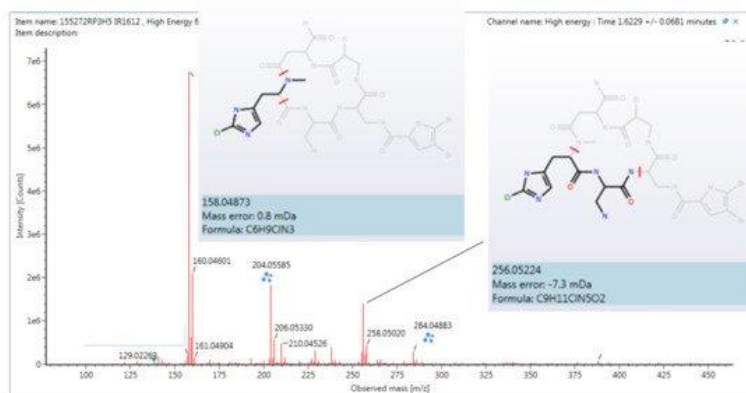 Item name: 155272RP3H5 IR1612 , High Energy 6
Channel name: High energy : Time 1.6229 +/- 0.0681 minutes
Item description:
158.04873
Mass error: 0.8 mDa
Formula: C6H9ClN3
256.05224
Mass error: -7.3 mDa
Formula: C9H11ClN5O2
Intensity [Counts]
7e6
6e6
5e6
4e6
3e6
2e6
1e6
0
160.04601
204.05585
129.02263
161.04904
206.05330
210.04526
258.05020
284.04883
100
125
150
175
200
225
250
275
300
325
350
375
400
425
450
Observed mass [m/z]